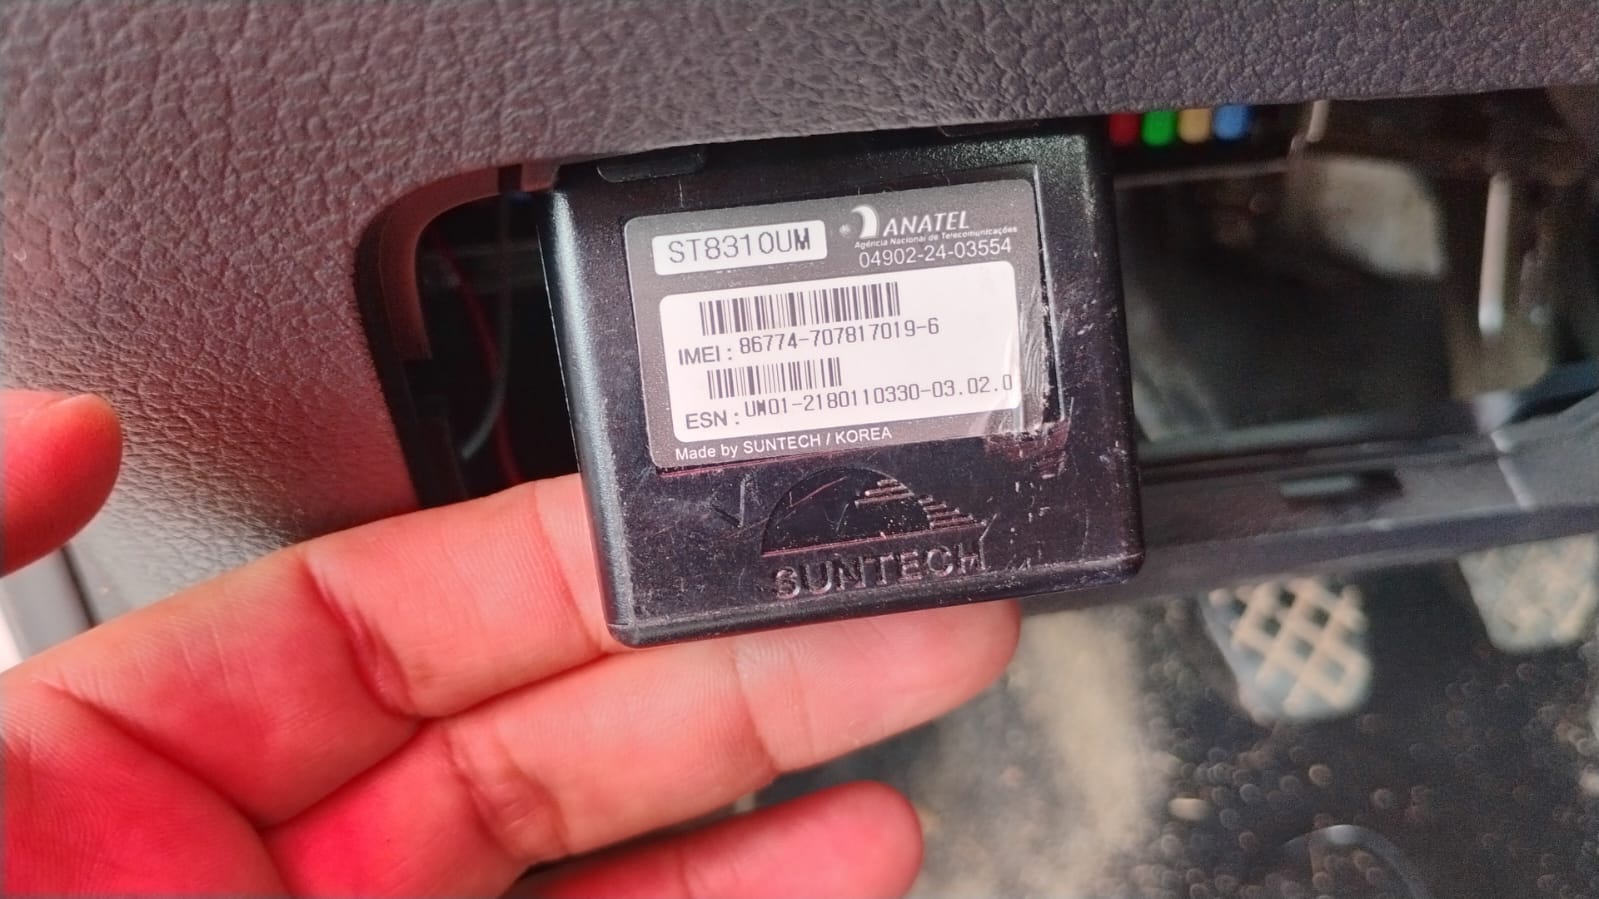 ST8310UM
® ANATEL
Agência Nacional de Telecomunicações
04902-24-03554
IMEI : 86774-707817019-6
ESN : UM01-2180110330-03.02.0
Made by SUNTECH / KOREA
SUNTECH